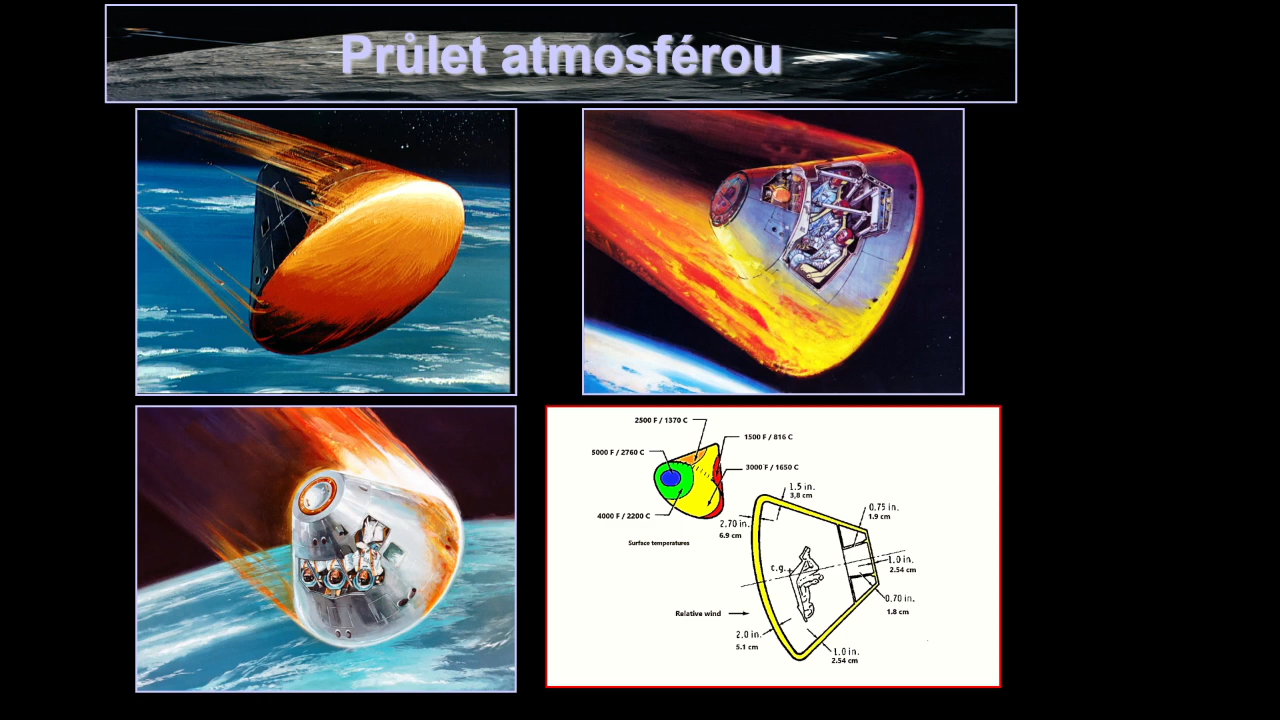 Průlet atmosférou
2500 F / 1370 C
1500 F / 816 C
5000 F / 2760 C
3000 F / 1650 C
4000 F / 2200 C
Surface temperatures
1.5 in.
3,8 cm
2.70 in.
6.9 cm
0.75 in.
1.9 cm
c.g.
1.0 in.
2.54 cm
0.70 in.
1.8 cm
Relative wind
2.0 in.
5.1 cm
1.0 in.
2.54 cm